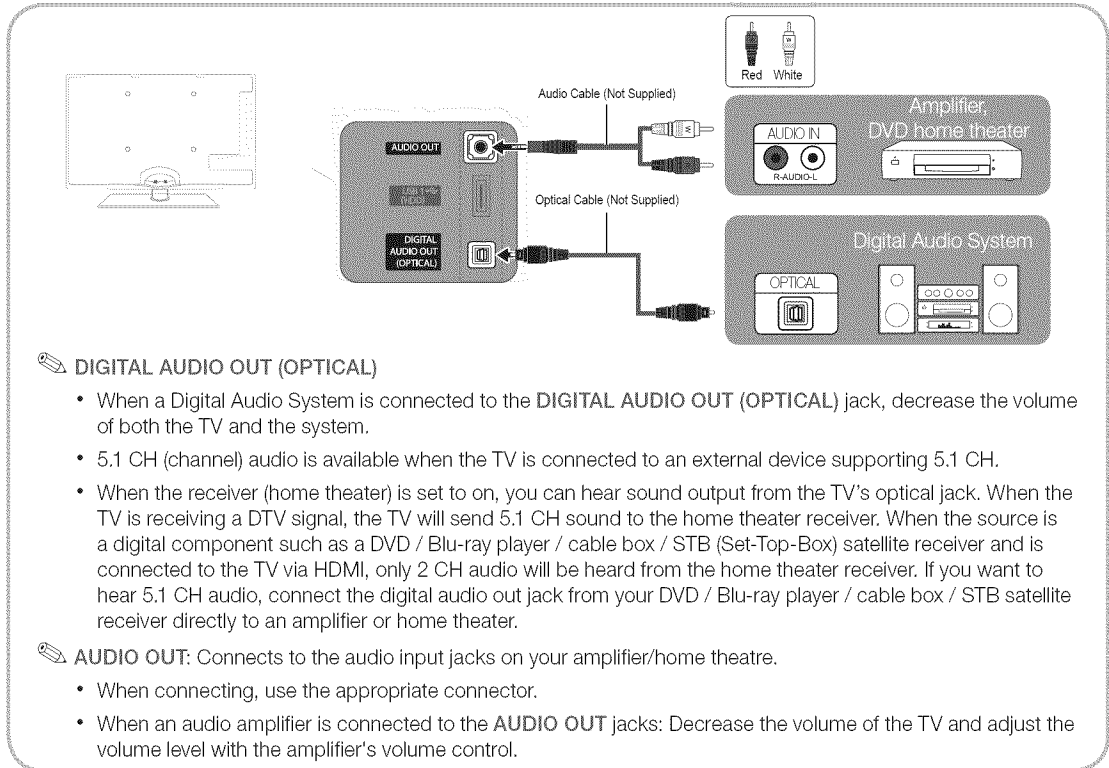 Red White
Audio Cable (Not Supplied)
Amplifier,
DVD home theater
AUDIO IN
R-AUDIO-L
AUDIO OUT
W
Optical Cable (Not Supplied)
DIGITAL
AUDIO OUT
(OPTICAL)
Digital Audio System
OPTICAL
DIGITAL AUDIO OUT (OPTICAL)
• When a Digital Audio System is connected to the DIGITAL AUDIO OUT (OPTICAL) jack, decrease the volume
of both the TV and the system.
• 5.1 CH (channel) audio is available when the TV is connected to an external device supporting 5.1 CH.
• When the receiver (home theater) is set to on, you can hear sound output from the TV's optical jack. When the
TV is receiving a DTV signal, the TV will send 5.1 CH sound to the home theater receiver. When the source is
a digital component such as a DVD / Blu-ray player / cable box / STB (Set-Top-Box) satellite receiver and is
connected to the TV via HDMI, only 2 CH audio will be heard from the home theater receiver. If you want to
hear 5.1 CH audio, connect the digital audio out jack from your DVD / Blu-ray player / cable box / STB satellite
receiver directly to an amplifier or home theater.
AUDIO OUT: Connects to the audio input jacks on your amplifier/home theatre.
• When connecting, use the appropriate connector.
• When an audio amplifier is connected to the AUDIO OUT jacks: Decrease the volume of the TV and adjust the
volume level with the amplifier's volume control.